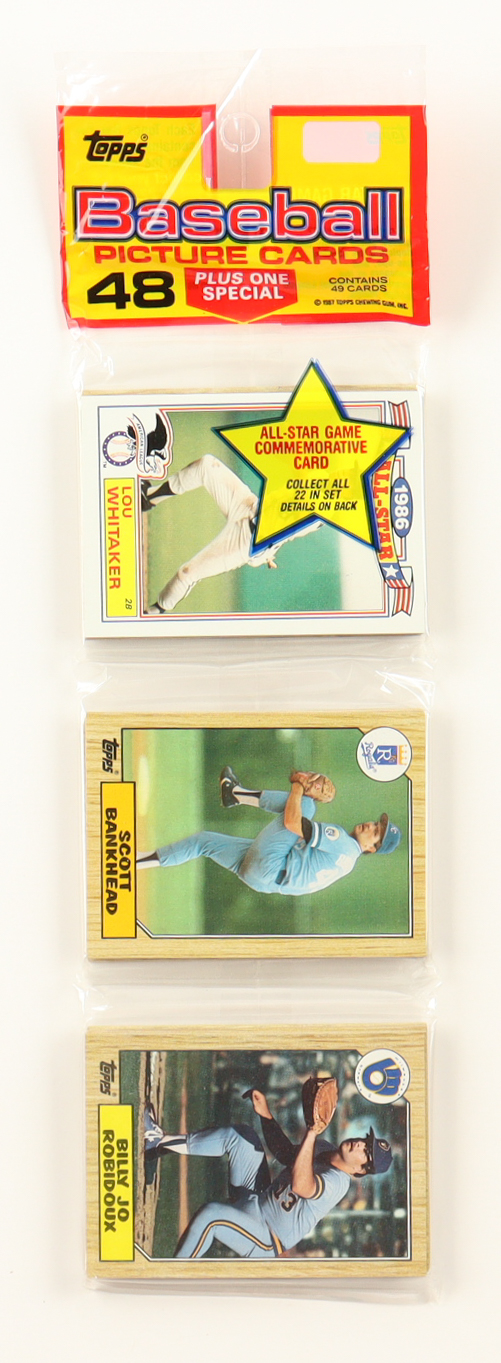 TOPPS®
Baseball
PICTURE CARDS
48
PLUS ONE
SPECIAL
CONTAINS
49 CARDS
© 1987 TOPPS CHEWING GUM, INC.
ALL-STAR GAME
COMMEMORATIVE
CARD
COLLECT ALL
22 IN SET
DETAILS ON BACK
1986
ALL-STAR
LOU
WHITAKER
2B
TOPPS
Royals
R
SCOTT
BANKHEAD
TOPPS
BILLY JO
ROBIDOUX